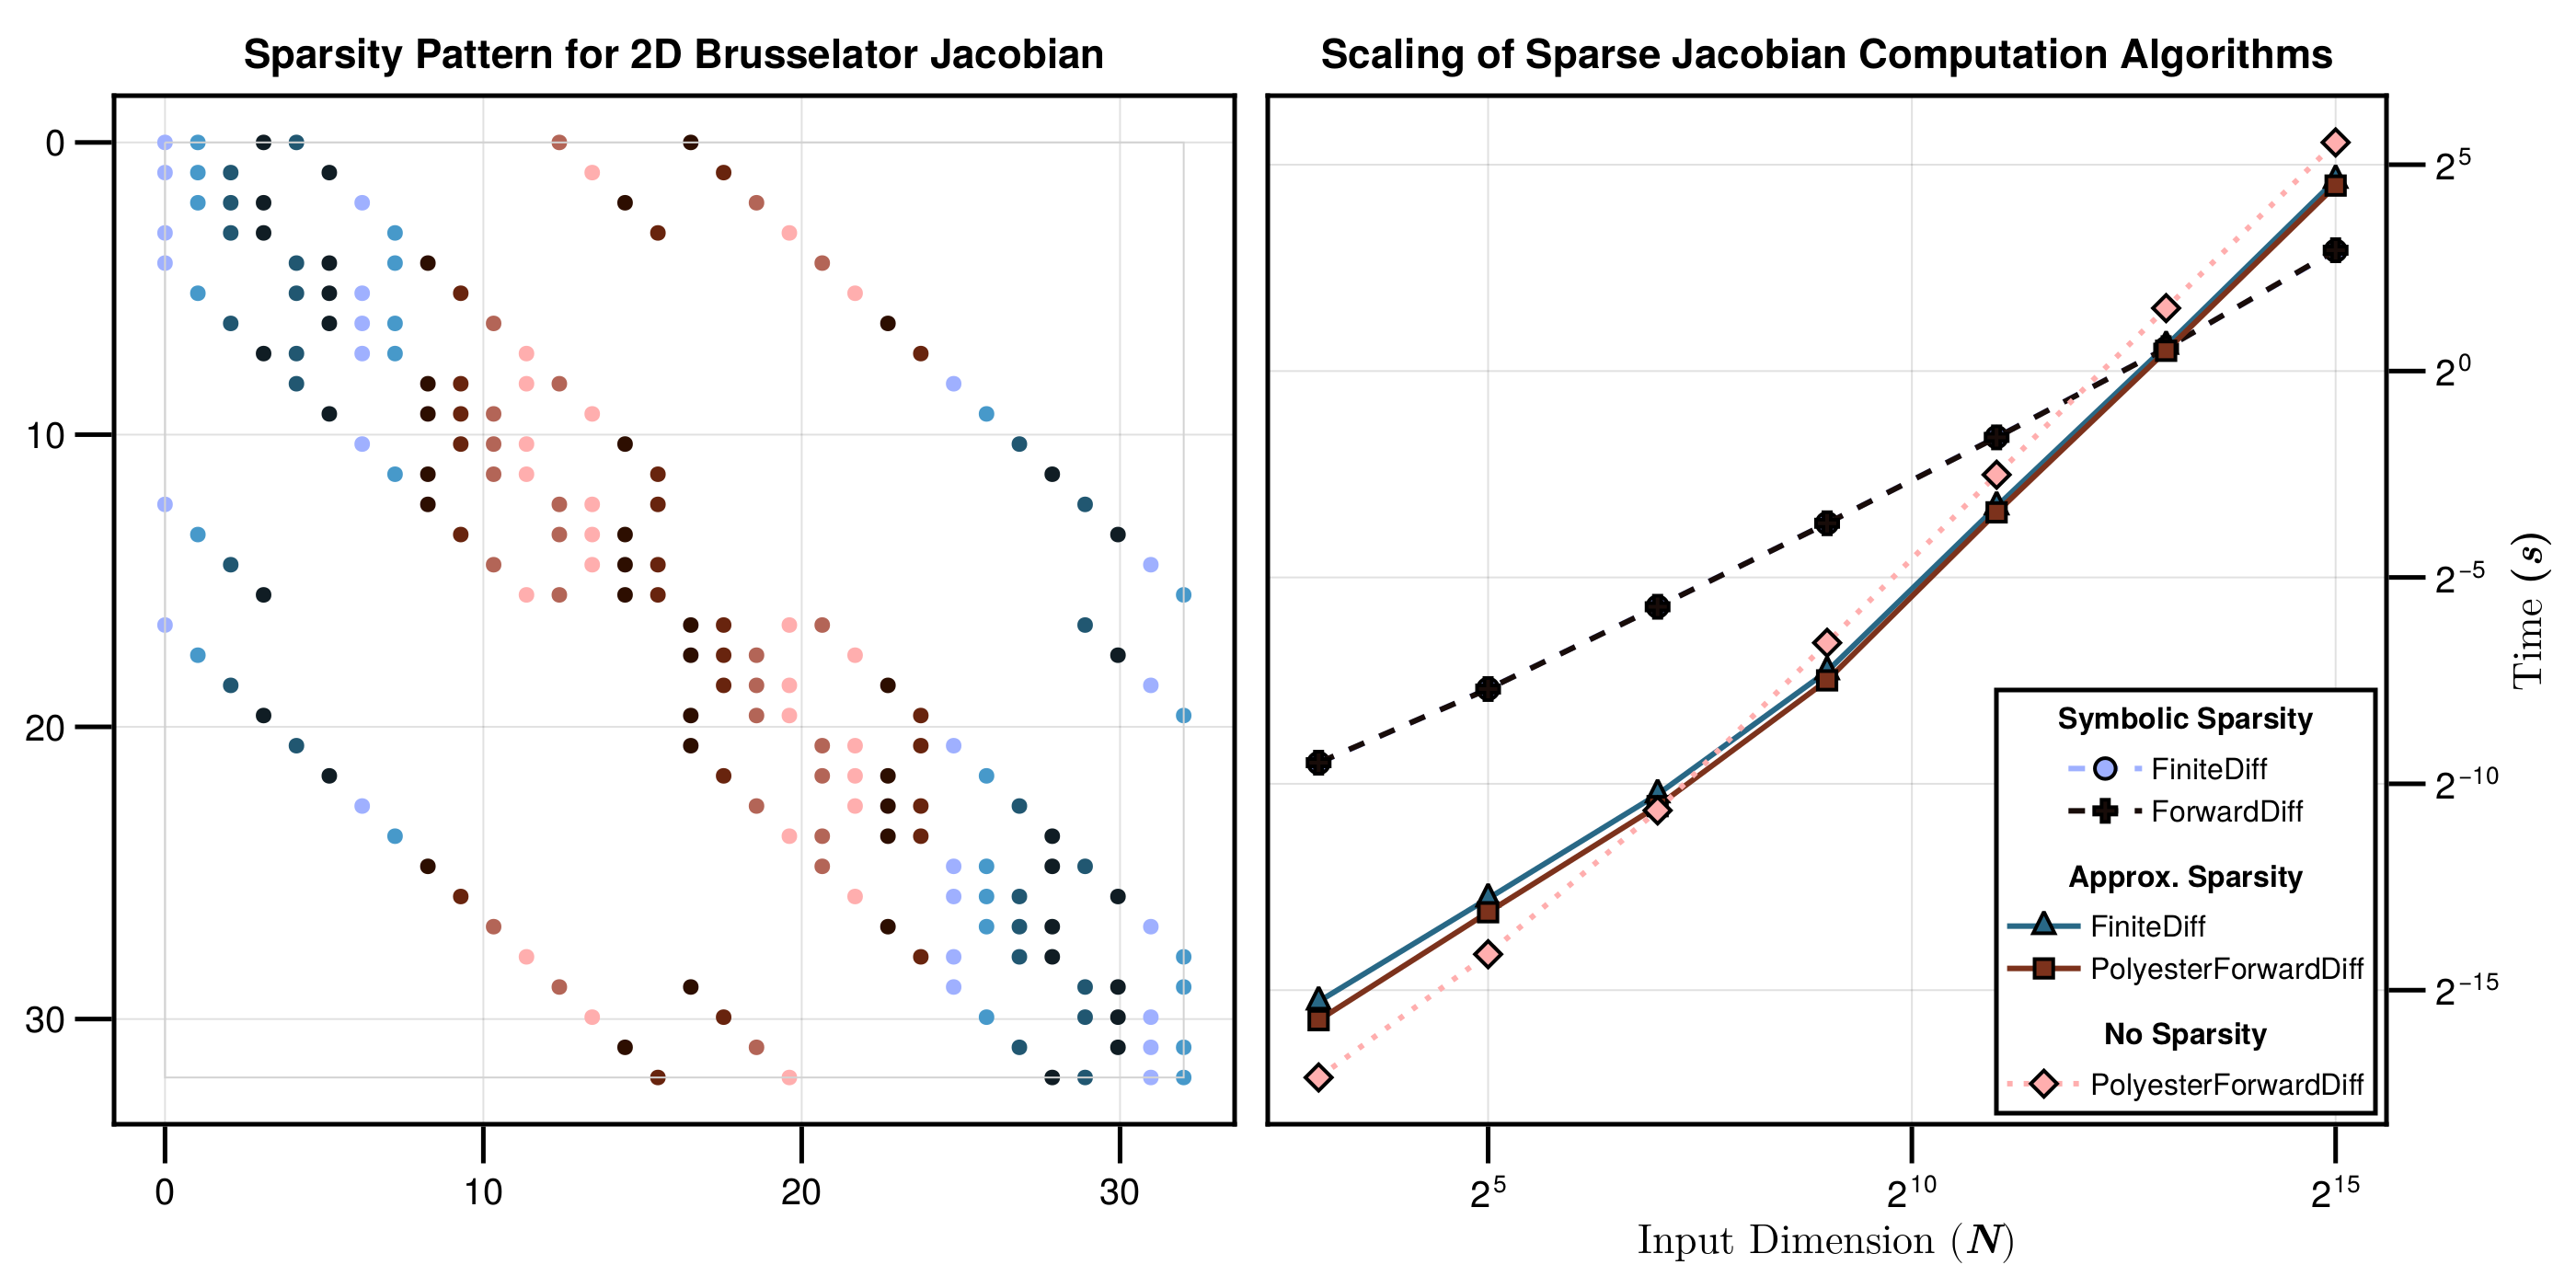 Sparsity Pattern for 2D Brusselator Jacobian
0
10
20
30
0 10 20 30
Scaling of Sparse Jacobian Computation Algorithms
2^5
2^0
2^-5
2^-10
2^-15
Time (s)
Symbolic Sparsity
FiniteDiff
ForwardDiff
Approx. Sparsity
FiniteDiff
PolyesterForwardDiff
No Sparsity
PolyesterForwardDiff
2^5 2^10 2^15
Input Dimension (N)